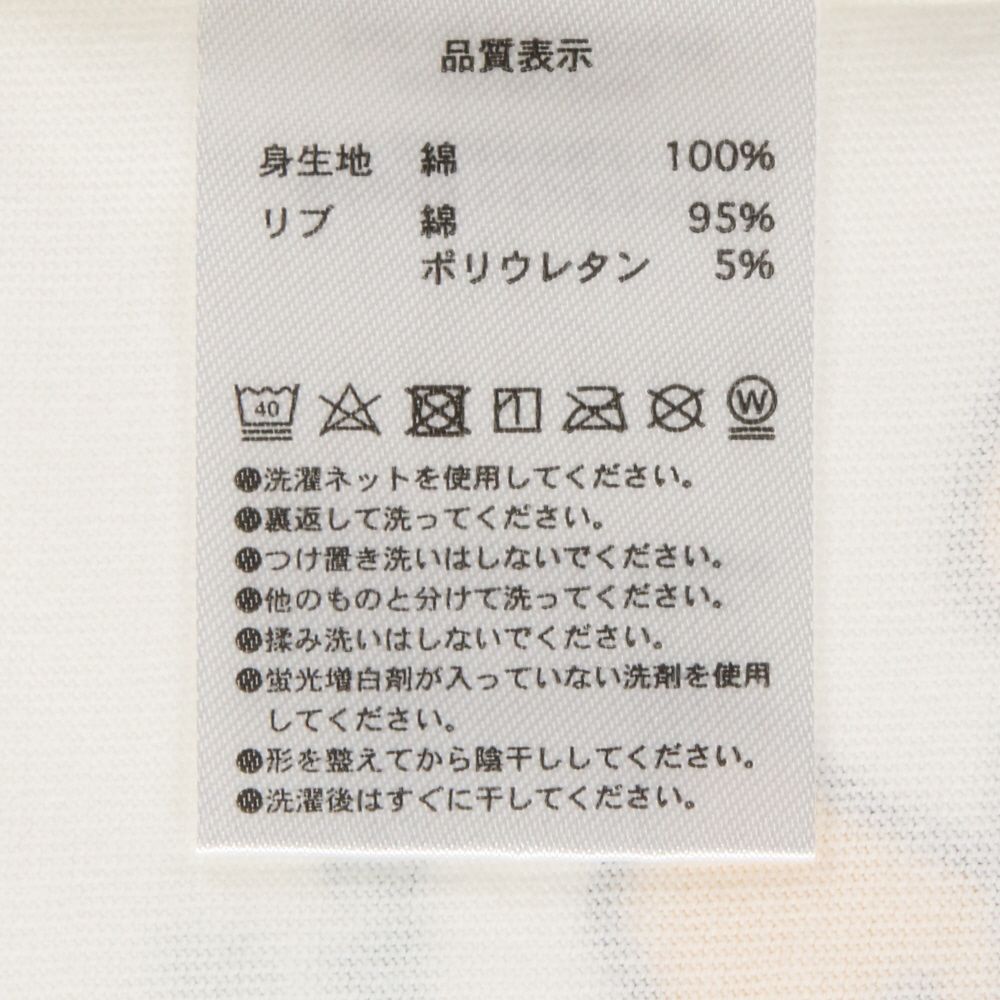 品質表示
身生地 綿 100%
リブ 綿 95%
ポリウレタン 5%
40 W
●洗濯ネットを使用してください。
●裏返して洗ってください。
●つけ置き洗いはしないでください。
●他のものと分けて洗ってください。
●揉み洗いはしないでください。
●蛍光増白剤が入っていない洗剤を使用
してください。
●形を整えてから陰干ししてください。
●洗濯後はすぐに干してください。